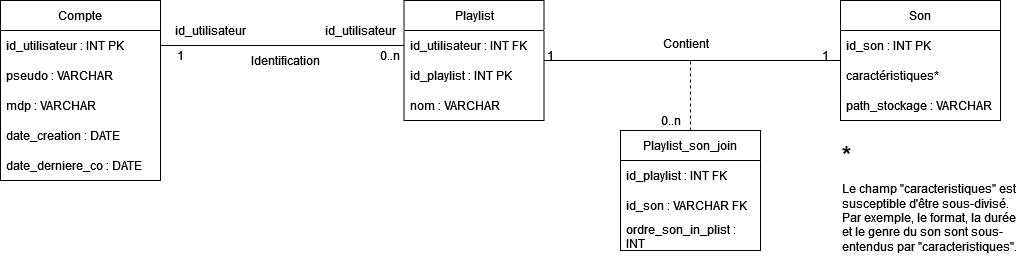 Compte
id_utilisateur : INT PK
pseudo : VARCHAR
mdp : VARCHAR
date_creation : DATE
date_derniere_co : DATE
id_utilisateur
id_utilisateur
1
Identification
0..n
Playlist
id_utilisateur : INT FK
id_playlist : INT PK
nom : VARCHAR
Contient
1
1
0..n
Playlist_son_join
id_playlist : INT FK
id_son : VARCHAR FK
ordre_son_in_plist :
INT
Son
id_son : INT PK
caractéristiques*
path_stockage : VARCHAR
*
Le champ "caracteristiques" est
susceptible d'être sous-divisé.
Par exemple, le format, la durée
et le genre du son sont sous-
entendus par "caracteristiques".